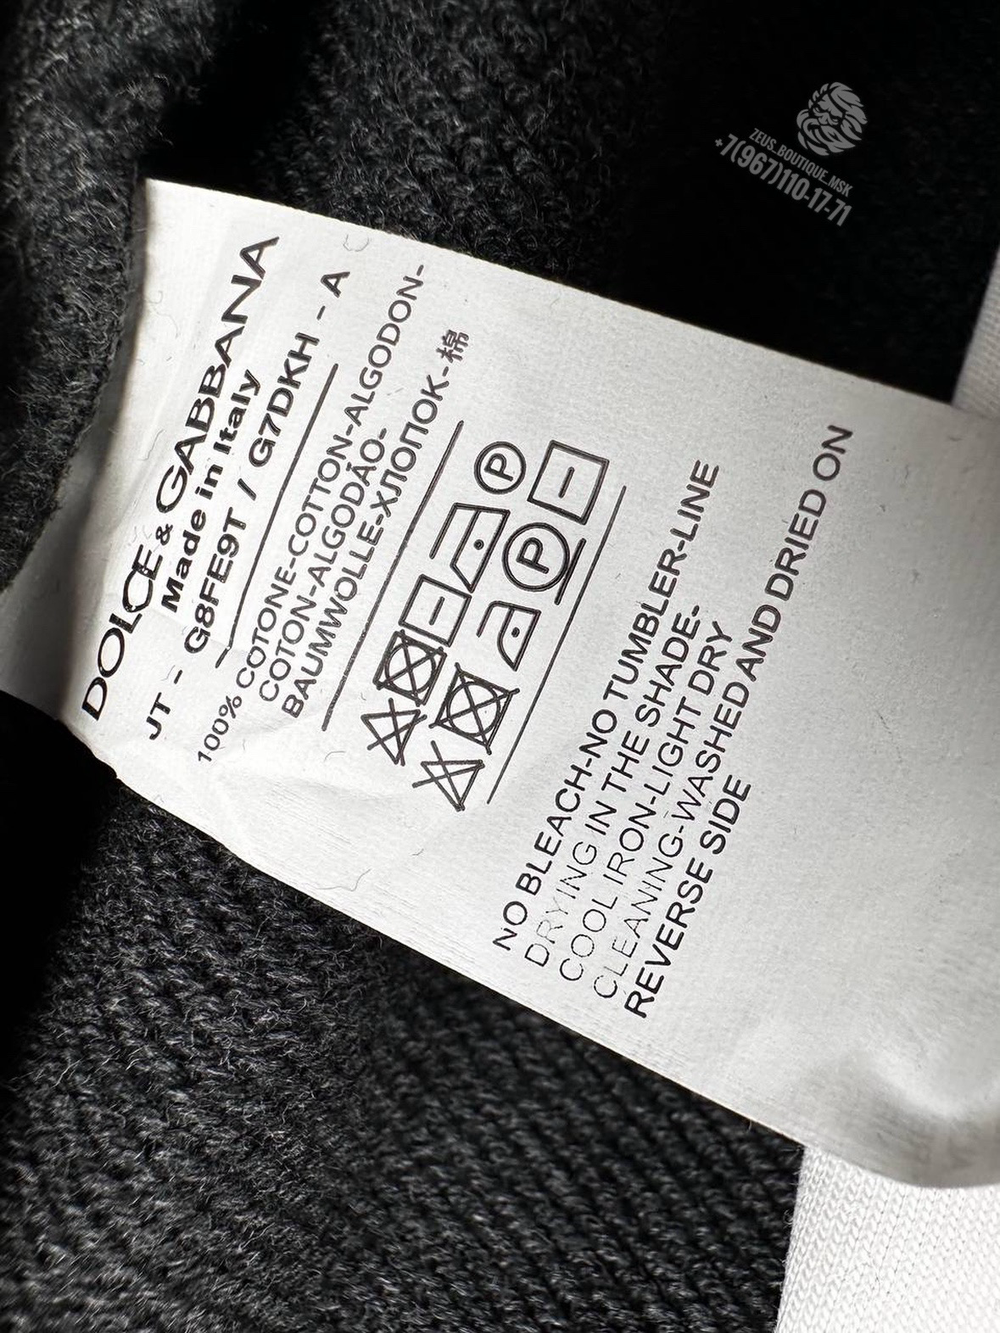 ZEUS_BOUTIQUE_MSK
+7(967)110-17-71
DOLCE & GABBANA
Made in Italy
JT - G8FE9T / G7DKH - A
100% COTONE-COTTON-ALGODON-
COTON-ALGODÃO-
BAUMWOLLE-ХЛОПОК-棉
P
P
NO BLEACH-NO TUMBLER-LINE
DRYING IN THE SHADE-
COOL IRON-LIGHT DRY
CLEANING-WASHED AND DRIED ON
REVERSE SIDE